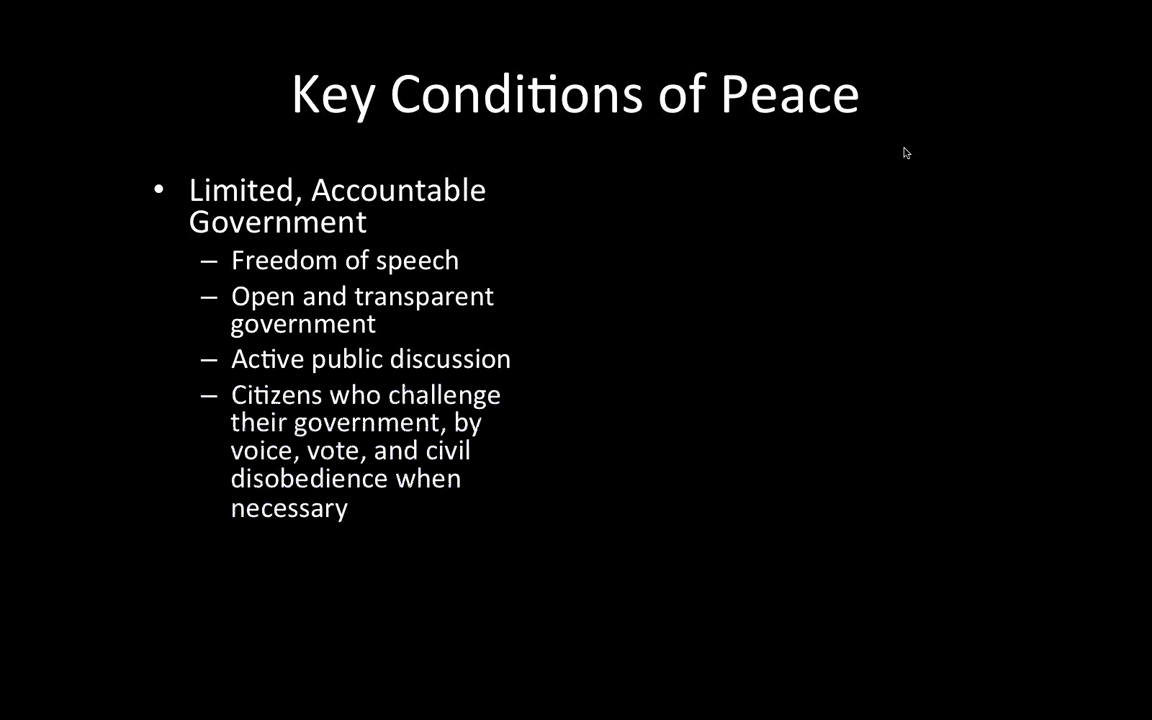 Key Conditions of Peace
• Limited, Accountable
Government
– Freedom of speech
– Open and transparent
government
– Active public discussion
– Citizens who challenge
their government, by
voice, vote, and civil
disobedience when
necessary